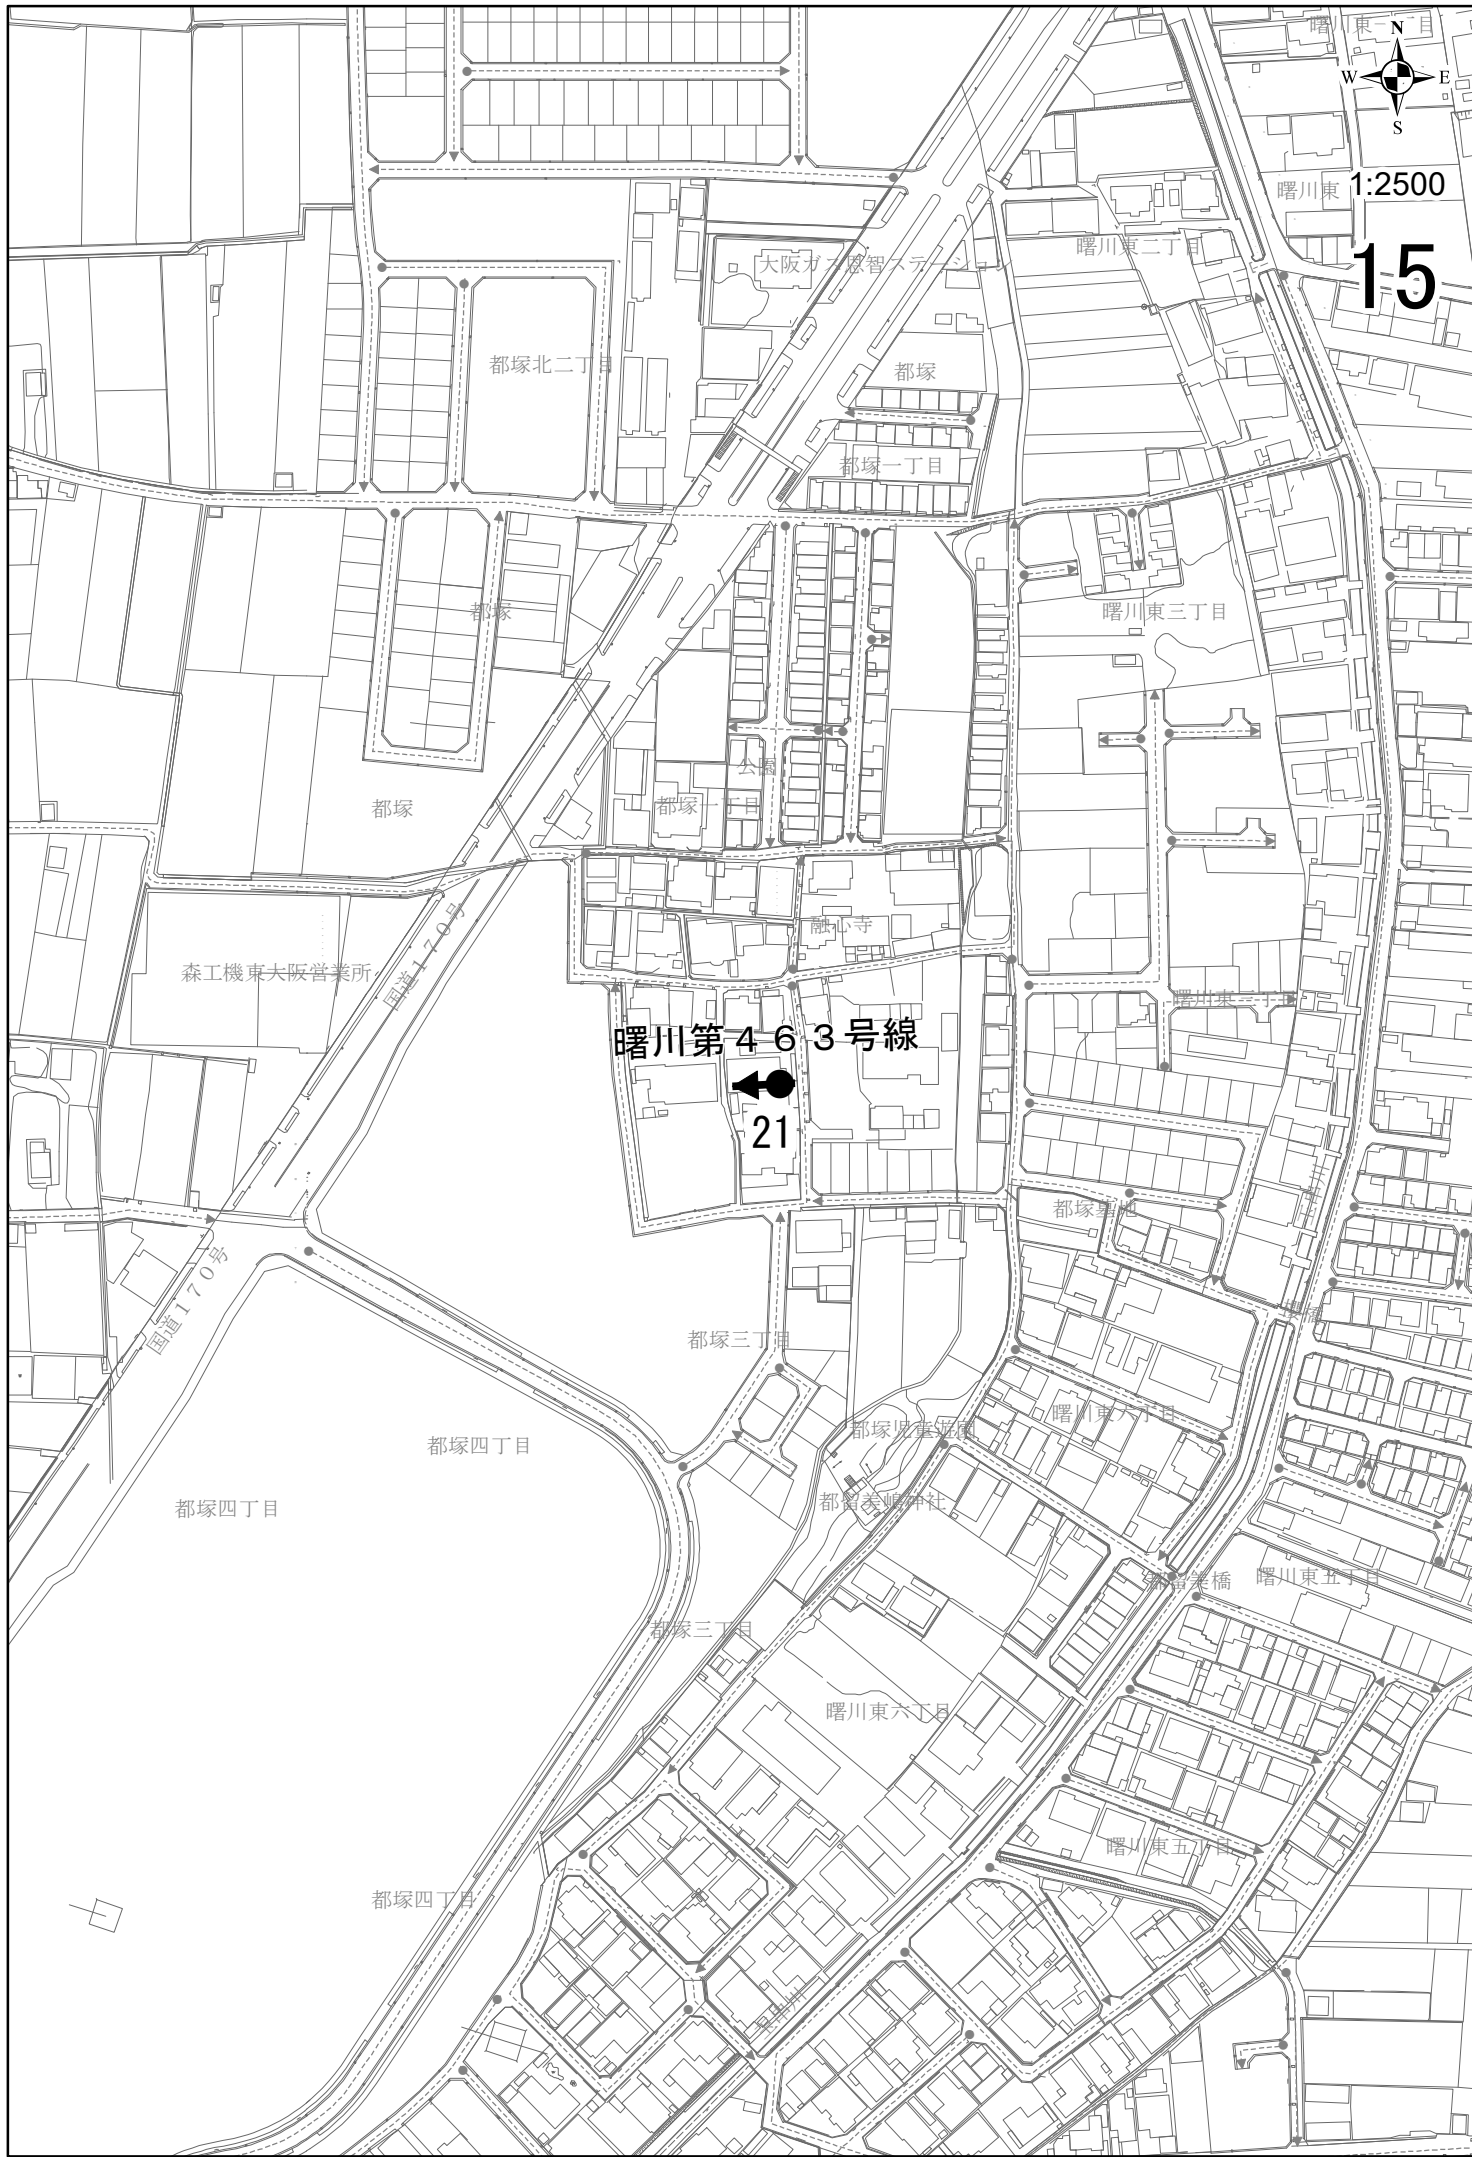 曙川東一丁目
N
W
E
S
1:2500
曙川東
15
曙川東二丁目
大阪ガス恩智ステーション
都塚北二丁目
都塚
都塚一丁目
都塚
曙川東三丁目
公園
都塚一丁目
都塚
融心寺
国道170号
森工機東大阪営業所
曙川東三丁目
曙川第463号線
21
都塚墓地
国道170号
桜橋
都塚三丁目
曙川東六丁目
都塚児童遊園
都塚四丁目
都留美嶋神社
都塚四丁目
都留美橋
曙川東五丁目
都塚三丁目
曙川東六丁目
曙川東五丁目
都塚四丁目